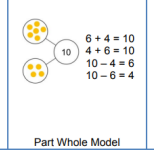 10
6 + 4 = 10
4 + 6 = 10
10 – 4 = 6
10 – 6 = 4
Part Whole Model